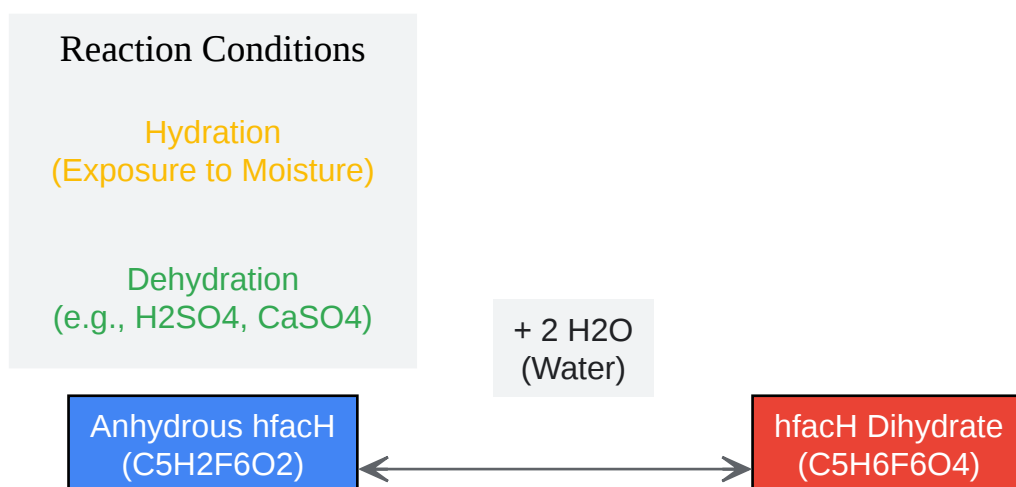 Reaction Conditions
Hydration
(Exposure to Moisture)
Dehydration
(e.g., H2SO4, CaSO4)
+ 2 H2O
(Water)
Anhydrous hfacH
(C5H2F6O2)
hfacH Dihydrate
(C5H6F6O4)